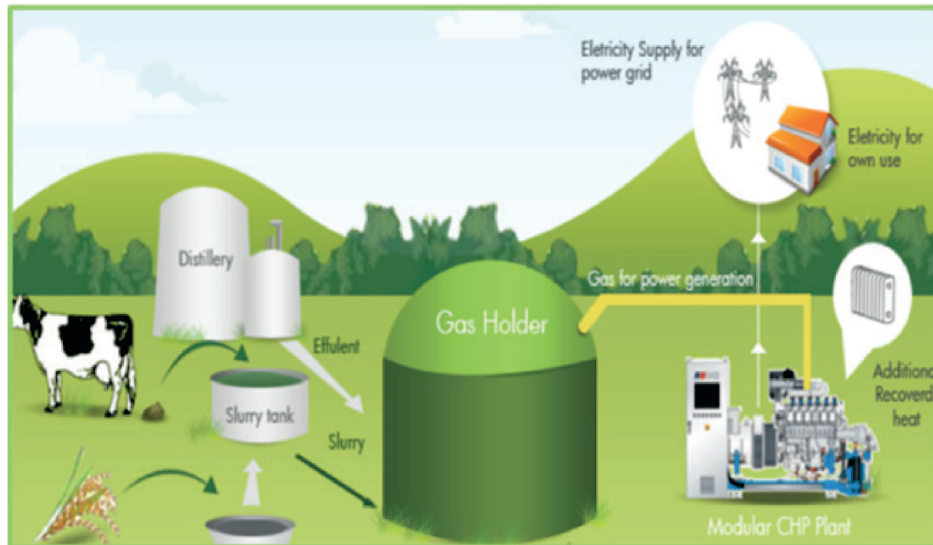 Eletricity Supply for
power grid
Eletricity for
own use
Distillery
Gas for power generation
Gas Holder
Effulent
Additiona
Recoverd
heat
Slurry tank
Slurry
Modular CHP Plant